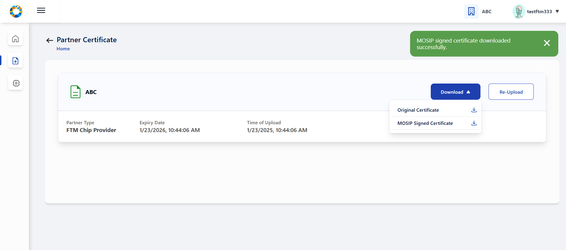 ABC
testftm333
Partner Certificate
Home
MOSIP signed certificate downloaded
successfully.
ABC
Download
Re-Upload
Original Certificate
MOSIP Signed Certificate
Partner Type
Expiry Date
Time of Upload
FTM Chip Provider
1/23/2026, 10:44:06 AM
1/23/2025, 10:44:06 AM